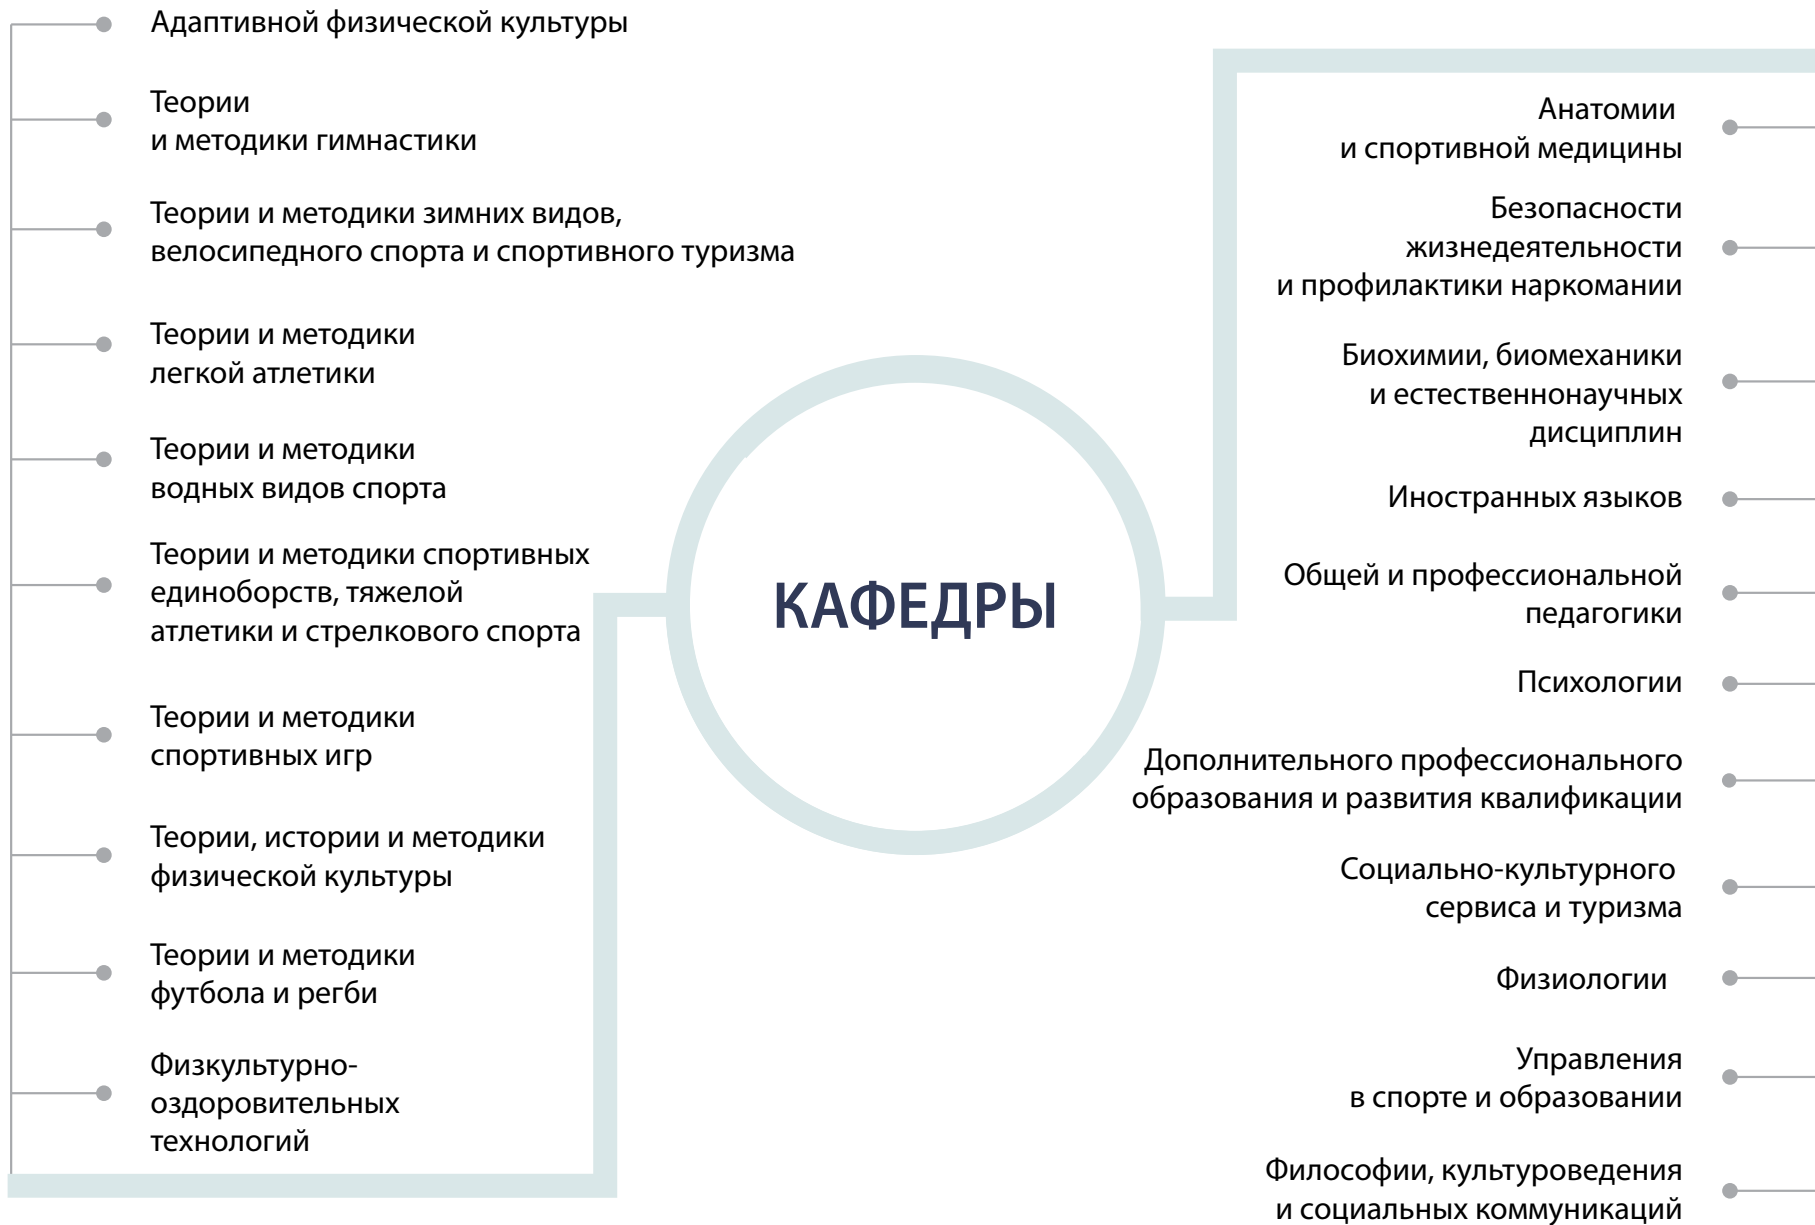 Адаптивной физической культуры
Теории
и методики гимнастики
Теории и методики зимних видов,
велосипедного спорта и спортивного туризма
Теории и методики
легкой атлетики
Теории и методики
водных видов спорта
Теории и методики спортивных
единоборств, тяжелой
атлетики и стрелкового спорта
Теории и методики
спортивных игр
Теории, истории и методики
физической культуры
Теории и методики
футбола и регби
Физкультурно-
оздоровительных
технологий
КАФЕДРЫ
Анатомии
и спортивной медицины
Безопасности
жизнедеятельности
и профилактики наркомании
Биохимии, биомеханики
и естественнонаучных
дисциплин
Иностранных языков
Общей и профессиональной
педагогики
Психологии
Дополнительного профессионального
образования и развития квалификации
Социально-культурного
сервиса и туризма
Физиологии
Управления
в спорте и образовании
Философии, культуроведения
и социальных коммуникаций